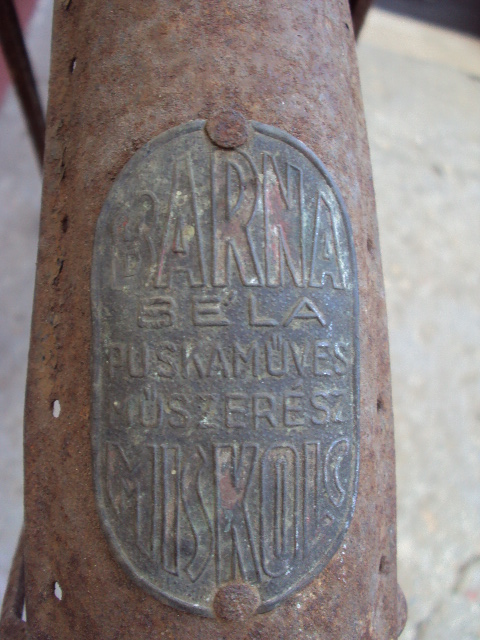 BARNA
BÉLA
PUSKAMŰVES
MŰSZERÉSZ
MISKOLC